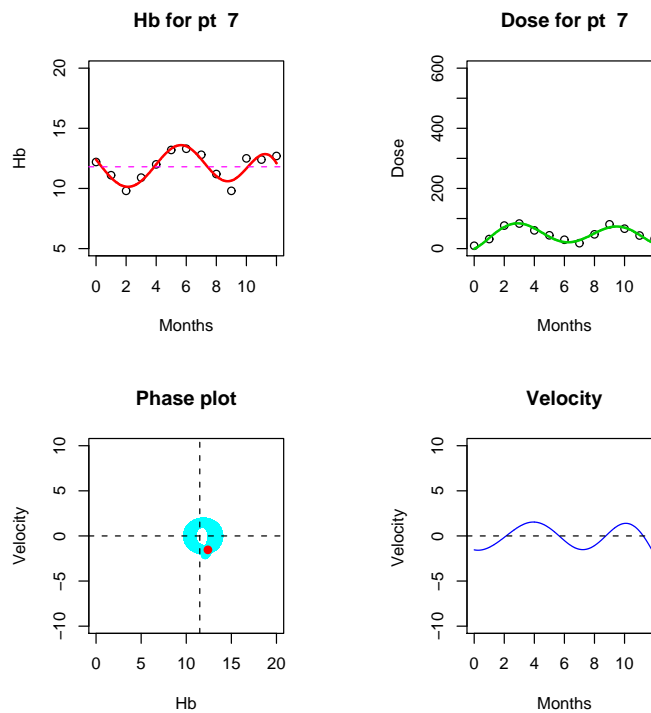 Hb for pt 7
20
15
10
5
Hb
0 2 4 6 8 10
Months
Dose for pt 7
600
400
200
0
Dose
0 2 4 6 8 10
Months
Phase plot
10
5
0
−5
−10
Velocity
0 5 10 15 20
Hb
Velocity
10
5
0
−5
−10
Velocity
0 2 4 6 8 10
Months